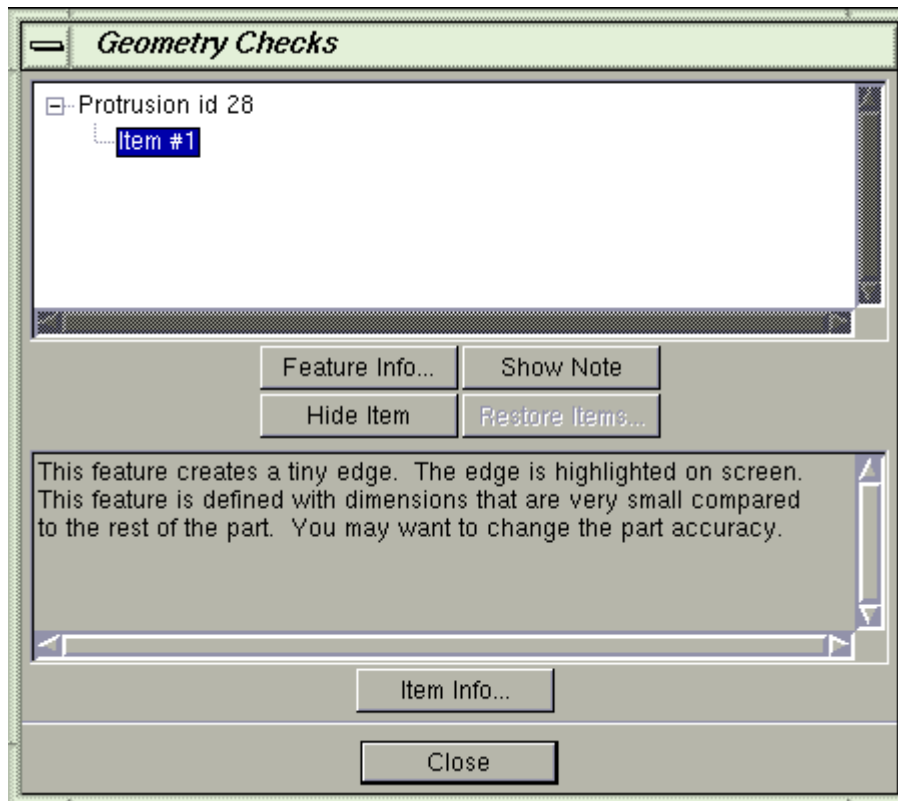 Geometry Checks
Protrusion id 28
Item #1
Feature Info... Show Note
Hide Item Restore Items...
This feature creates a tiny edge.  The edge is highlighted on screen.
This feature is defined with dimensions that are very small compared
to the rest of the part.  You may want to change the part accuracy.
Item Info...
Close